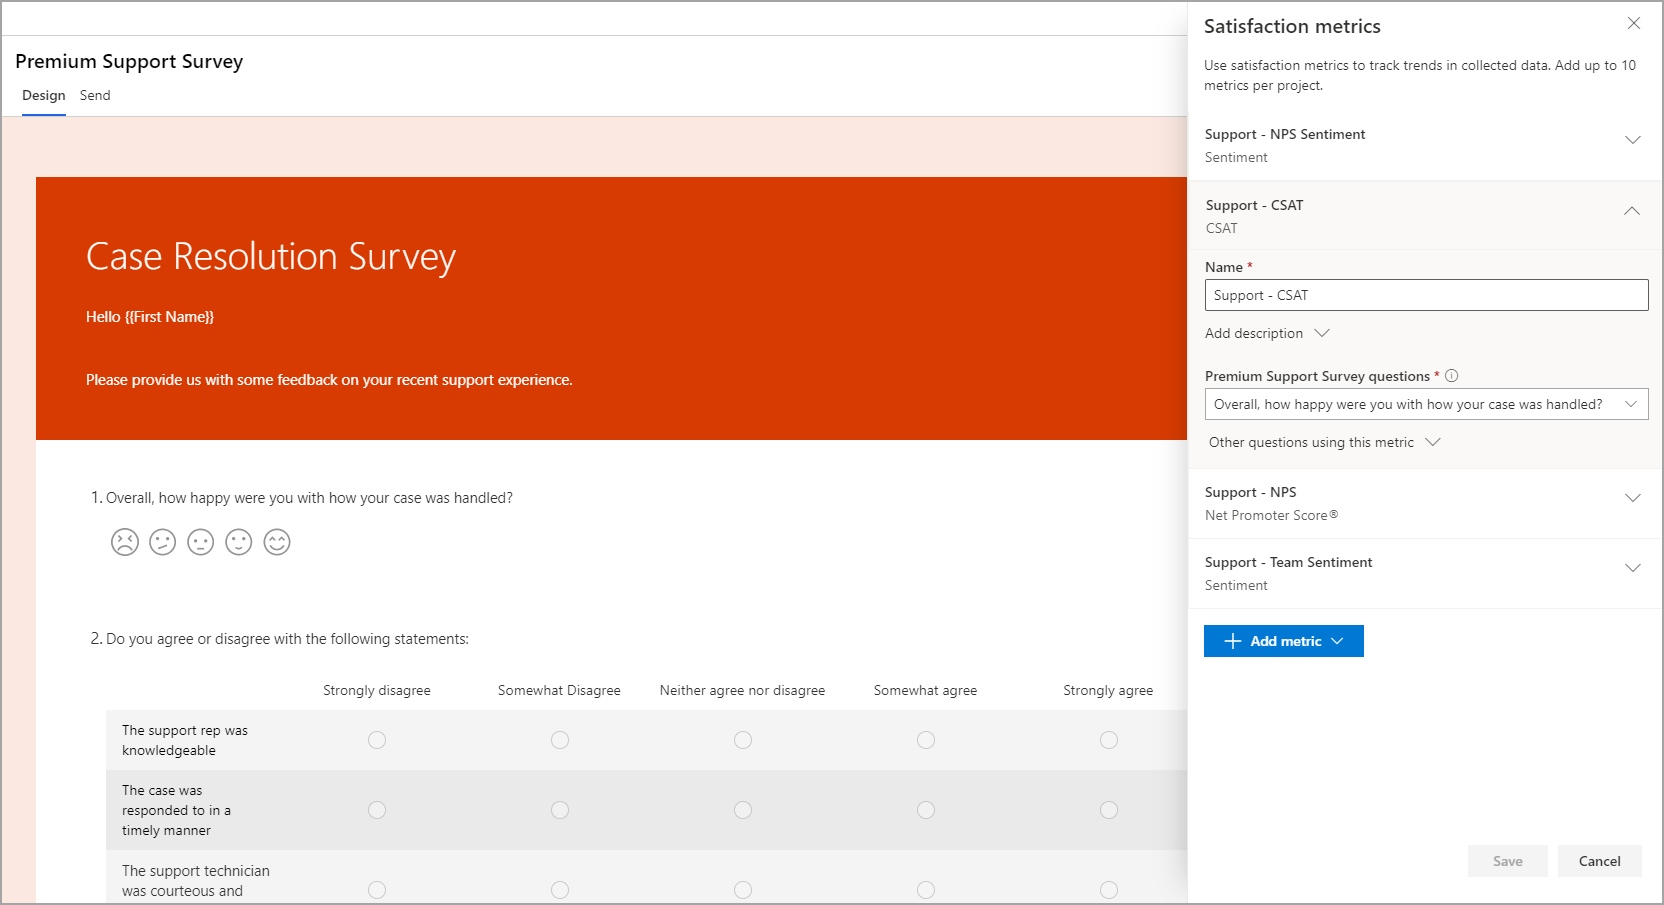 Premium Support Survey
Design Send
Case Resolution Survey
Hello {{First Name}}
Please provide us with some feedback on your recent support experience.
1. Overall, how happy were you with how your case was handled?
2. Do you agree or disagree with the following statements:
Strongly disagree Somewhat Disagree Neither agree nor disagree Somewhat agree Strongly agree
The support rep was
knowledgeable
The case was
responded to in a
timely manner
The support technician
was courteous and
Satisfaction metrics
Use satisfaction metrics to track trends in collected data. Add up to 10
metrics per project.
Support - NPS Sentiment
Sentiment
Support - CSAT
CSAT
Name *
Support - CSAT
Add description
Premium Support Survey questions *
Overall, how happy were you with how your case was handled?
Other questions using this metric
Support - NPS
Net Promoter Score®
Support - Team Sentiment
Sentiment
Add metric
Save Cancel